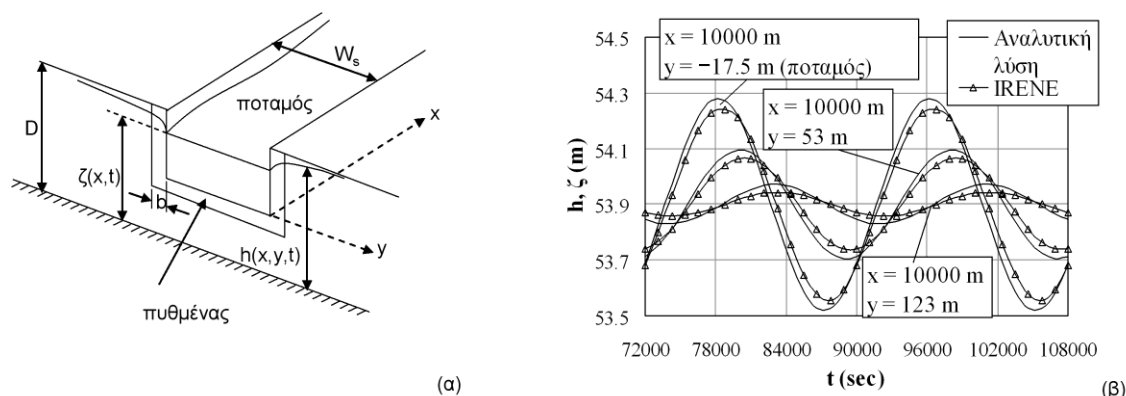 W_s
ποταμός
x
D
ζ(x,t)
b
y
h(x,y,t)
πυθμένας
(α)
h, ζ (m)
54.5
54.3
54.1
53.9
53.7
53.5
x = 10000 m
y = −17.5 m (ποταμός)
x = 10000 m
y = 53 m
x = 10000 m
y = 123 m
Αναλυτική
λύση
IRENE
72000 78000 84000 90000 96000 102000 108000
t (sec)
(β)